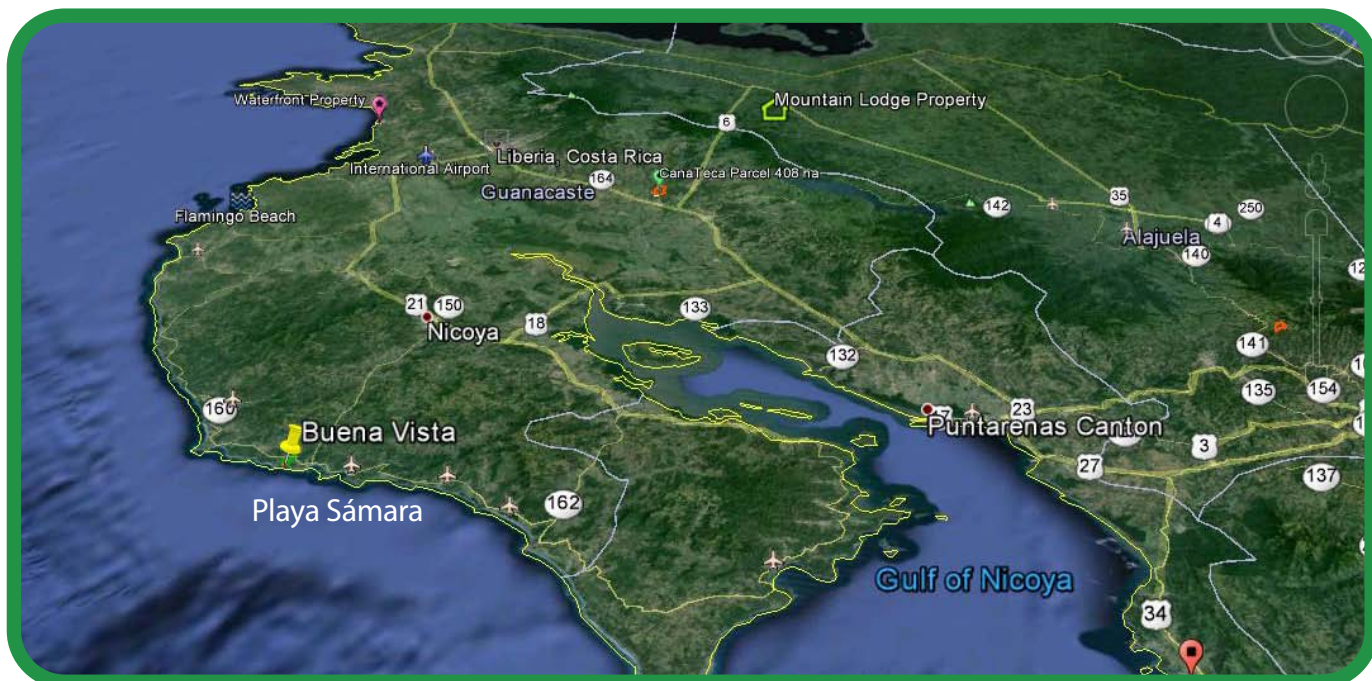 Waterfront Property
Mountain Lodge Property
6
International Airport
Liberia, Costa Rica
CanaTeca Parcel 408 ha
164
Guanacaste
35
142
250
4
Flamingo Beach
Alajuela
140
21
150
133
18
Nicoya
132
141
135
154
160
23
Buena Vista
Puntarenas Canton
3
27
137
162
Playa Sámara
Gulf of Nicoya
34